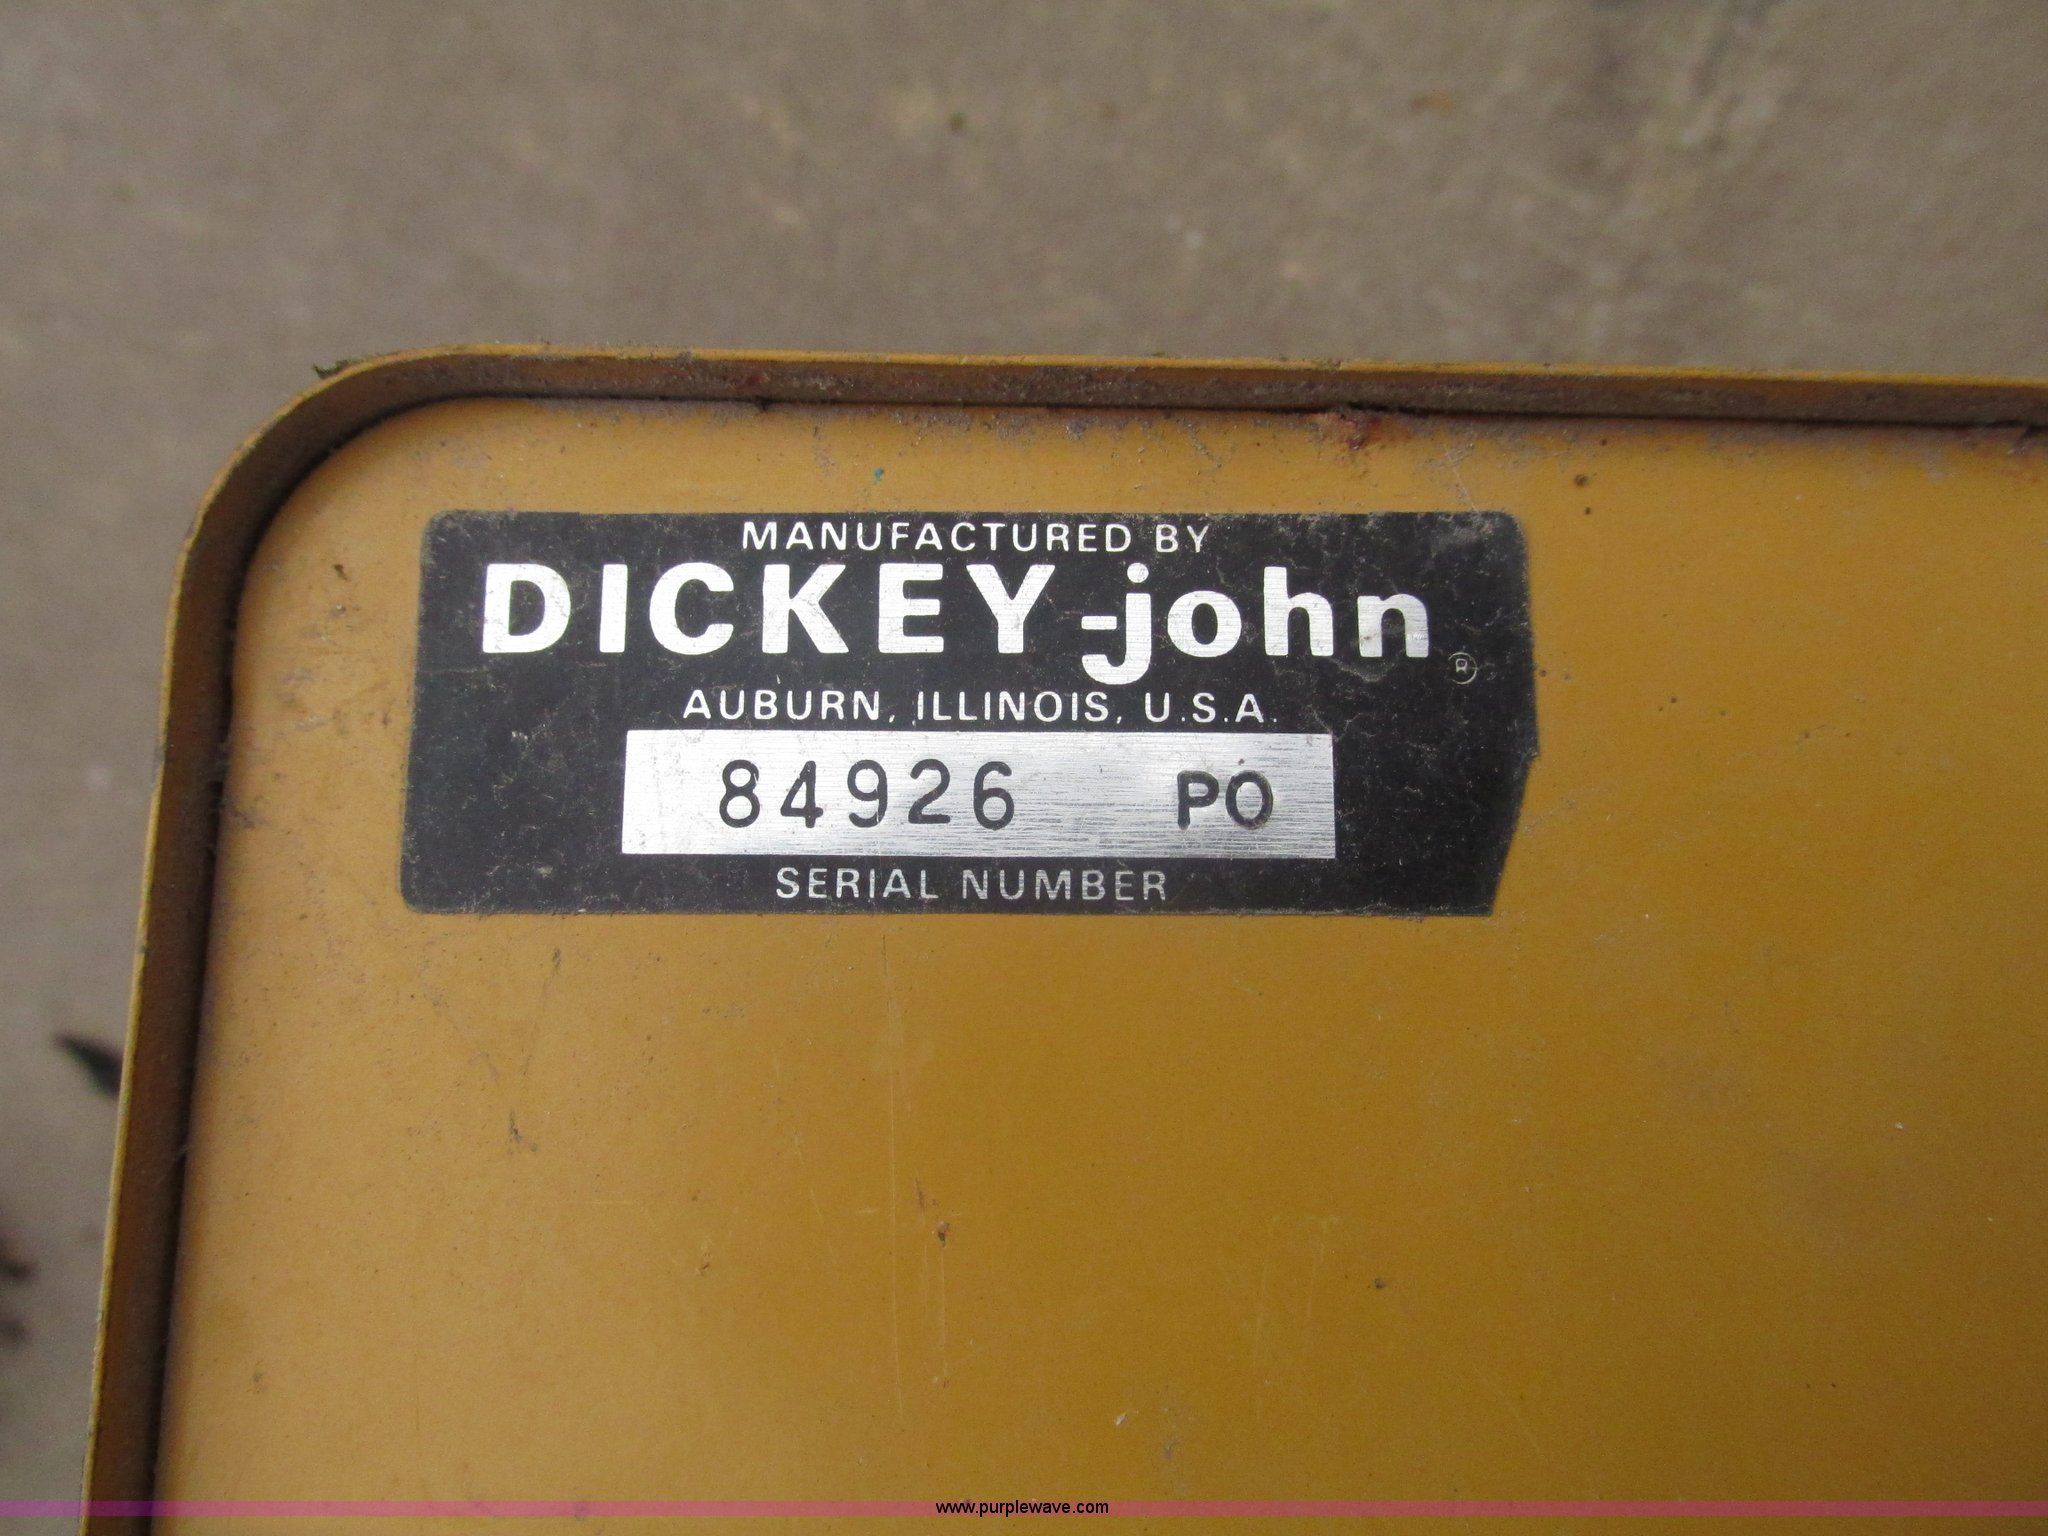 MANUFACTURED BY
DICKEY-john ®
AUBURN, ILLINOIS, U.S.A.
84926 PO
SERIAL NUMBER
www.purplewave.com